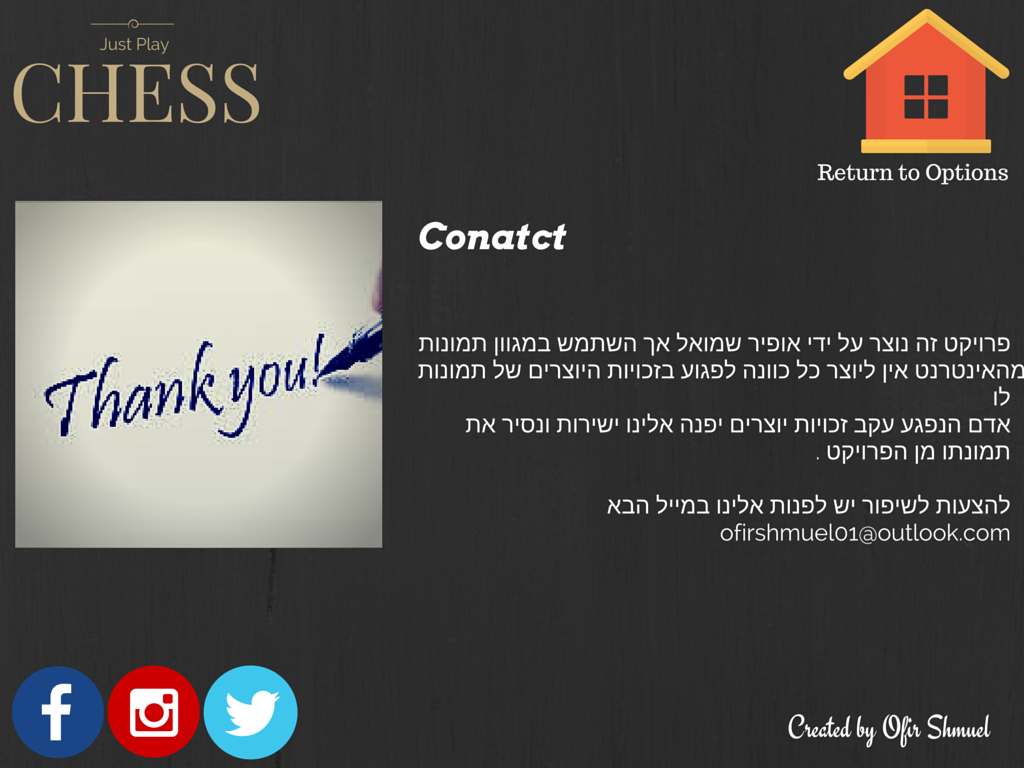 Just Play
CHESS
Return to Options
Thank you!
Conatct
פרויקט זה נוצר על ידי אופיר שמואל אך השתמש במגוון תמונות
מהאינטרנט אין ליוצר כל כוונה לפגוע בזכויות היוצרים של תמונות
לו
אדם הנפגע עקב זכויות יוצרים יפנה אלינו ישירות ונסיר את
תמונתו מן הפרויקט .
להצעות לשיפור יש לפנות אלינו במייל הבא
ofirshmuel01@outlook.com
Created by Ofir Shmuel